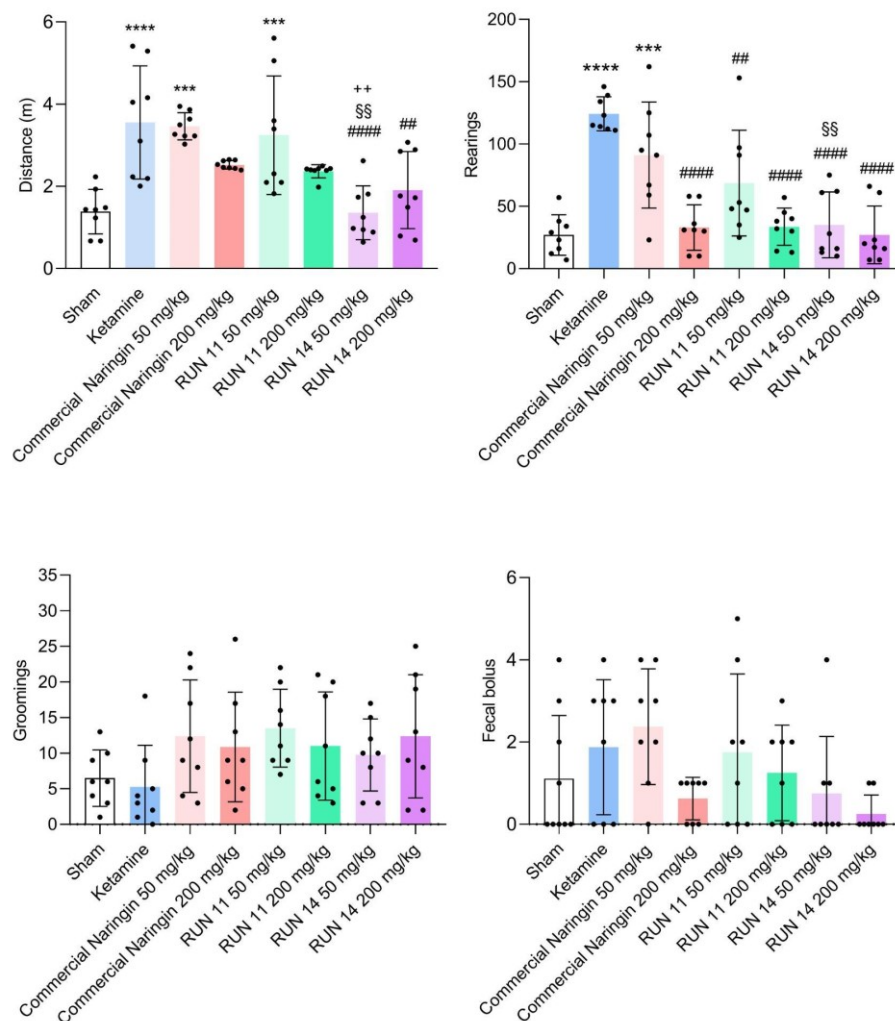 Distance (m)
6
4
2
0
****
***
***
++
§§
####
##
Sham
Ketamine
Commercial Naringin 50 mg/kg
Commercial Naringin 200 mg/kg
RUN 11 50 mg/kg
RUN 11 200 mg/kg
RUN 14 50 mg/kg
RUN 14 200 mg/kg
Rearings
200
150
100
50
0
****
***
####
##
####
§§
####
####
Sham
Ketamine
Commercial Naringin 50 mg/kg
Commercial Naringin 200 mg/kg
RUN 11 50 mg/kg
RUN 11 200 mg/kg
RUN 14 50 mg/kg
RUN 14 200 mg/kg
Groomings
35
30
25
20
15
10
5
0
Sham
Ketamine
Commercial Naringin 50 mg/kg
Commercial Naringin 200 mg/kg
RUN 11 50 mg/kg
RUN 11 200 mg/kg
RUN 14 50 mg/kg
RUN 14 200 mg/kg
Fecal bolus
6
4
2
0
Sham
Ketamine
Commercial Naringin 50 mg/kg
Commercial Naringin 200 mg/kg
RUN 11 50 mg/kg
RUN 11 200 mg/kg
RUN 14 50 mg/kg
RUN 14 200 mg/kg